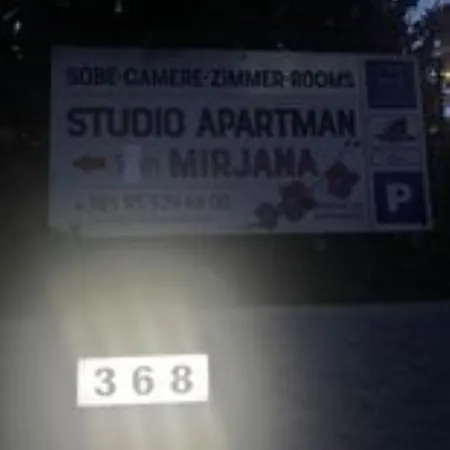 SOBE-CAMERE-ZIMMER-ROOMS
STUDIO APARTMAN
MIRJANA
P
368